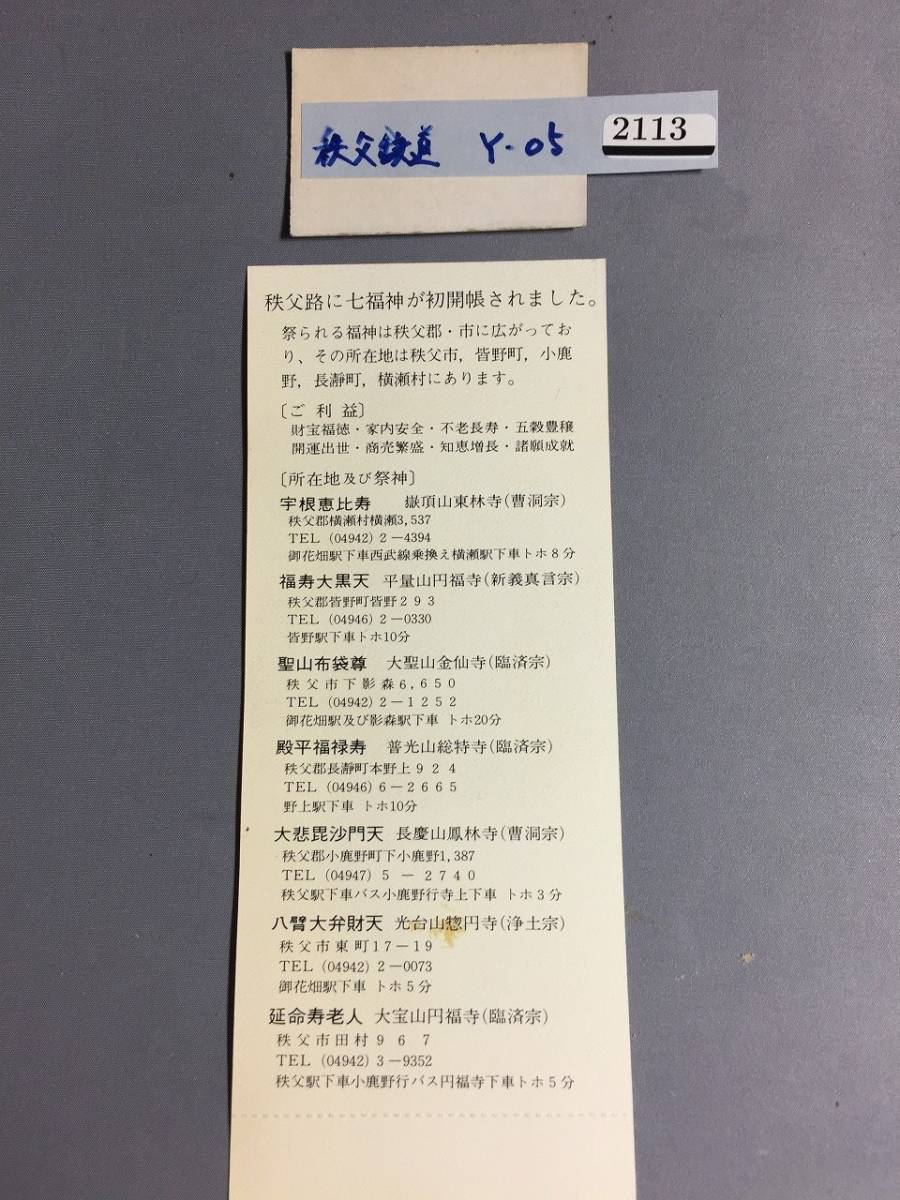 秩父鉄道 Y-05
2113
秩父路に七福神が初開帳されました。
祭られる福神は秩父郡・市に広がってお
り、その所在地は秩父市，皆野町，小鹿
野，長瀞町，横瀬村にあります。
〔ご利益〕
財宝福徳・家内安全・不老長寿・五穀豊穣
開運出世・商売繁盛・知恵増長・諸願成就
〔所在地及び祭神〕
宇根恵比寿 嶽頂山東林寺(曹洞宗)
秩父郡横瀬村横瀬3,537
TEL (04942) 2－4394
御花畑駅下車西武線乗換え横瀬駅下車トホ8分
福寿大黒天 平量山円福寺(新義真言宗)
秩父郡皆野町皆野293
TEL (04946) 2－0330
皆野駅下車トホ10分
聖山布袋尊 大聖山金仙寺(臨済宗)
秩父市下影森6,650
TEL (04942) 2－1252
御花畑駅及び影森駅下車 トホ20分
殿平福禄寿 普光山総特寺(臨済宗)
秩父郡長瀞町本野上924
TEL (04946) 6－2665
野上駅下車 トホ10分
大悲毘沙門天 長慶山鳳林寺(曹洞宗)
秩父郡小鹿野町下小鹿野1,387
TEL (04947) 5－2740
秩父駅下車バス小鹿野行寺上下車 トホ3分
八臂大弁財天 光台山惣円寺(浄土宗)
秩父市東町17－19
TEL (04942) 2－0073
御花畑駅下車 トホ5分
延命寿老人 大宝山円福寺(臨済宗)
秩父市田村967
TEL (04942) 3－9352
秩父駅下車小鹿野行バス円福寺下車トホ5分